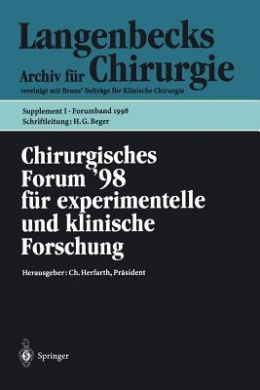 Langenbecks
Archiv für
Chirurgie
vereinigt mit Bruns' Beiträge für Klinische Chirurgie
Supplement I · Forumband 1998
Schriftleitung: H. G. Beger
Chirurgisches
Forum ’98
für experimentelle
und klinische
Forschung
Herausgeber: Ch. Herfarth, Präsident
Springer